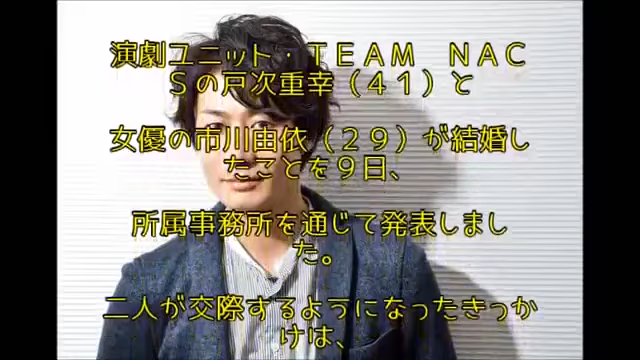 演劇ユニット・ＴＥＡＭ　ＮＡＣ
Ｓの戸次重幸（４１）と
女優の市川由依（２９）が結婚し
たことを９日、
所属事務所を通じて発表しまし
た。
二人が交際するようになったきっか
けは、